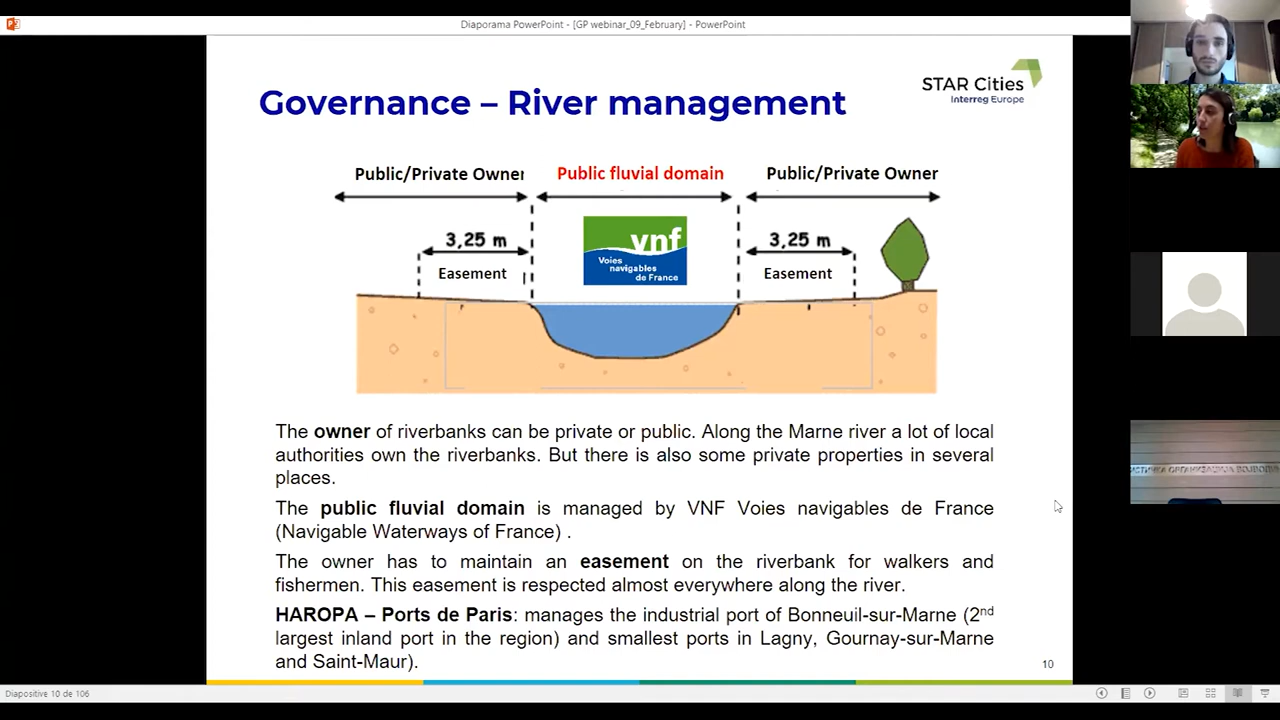 Diaporama PowerPoint - [GP webinar_09_February] - PowerPoint
STAR Cities
Interreg Europe
Governance – River management
Public/Private Owner
Public fluvial domain
Public/Private Owner
3,25 m
vnf
Voies
navigables
de France
3,25 m
Easement
Easement
The owner of riverbanks can be private or public. Along the Marne river a lot of local
authorities own the riverbanks. But there is also some private properties in several
places.
The public fluvial domain is managed by VNF Voies navigables de France
(Navigable Waterways of France) .
The owner has to maintain an easement on the riverbank for walkers and
fishermen. This easement is respected almost everywhere along the river.
HAROPA – Ports de Paris: manages the industrial port of Bonneuil-sur-Marne (2nd
largest inland port in the region) and smallest ports in Lagny, Gournay-sur-Marne
and Saint-Maur).
10
Diapositive 10 de 106